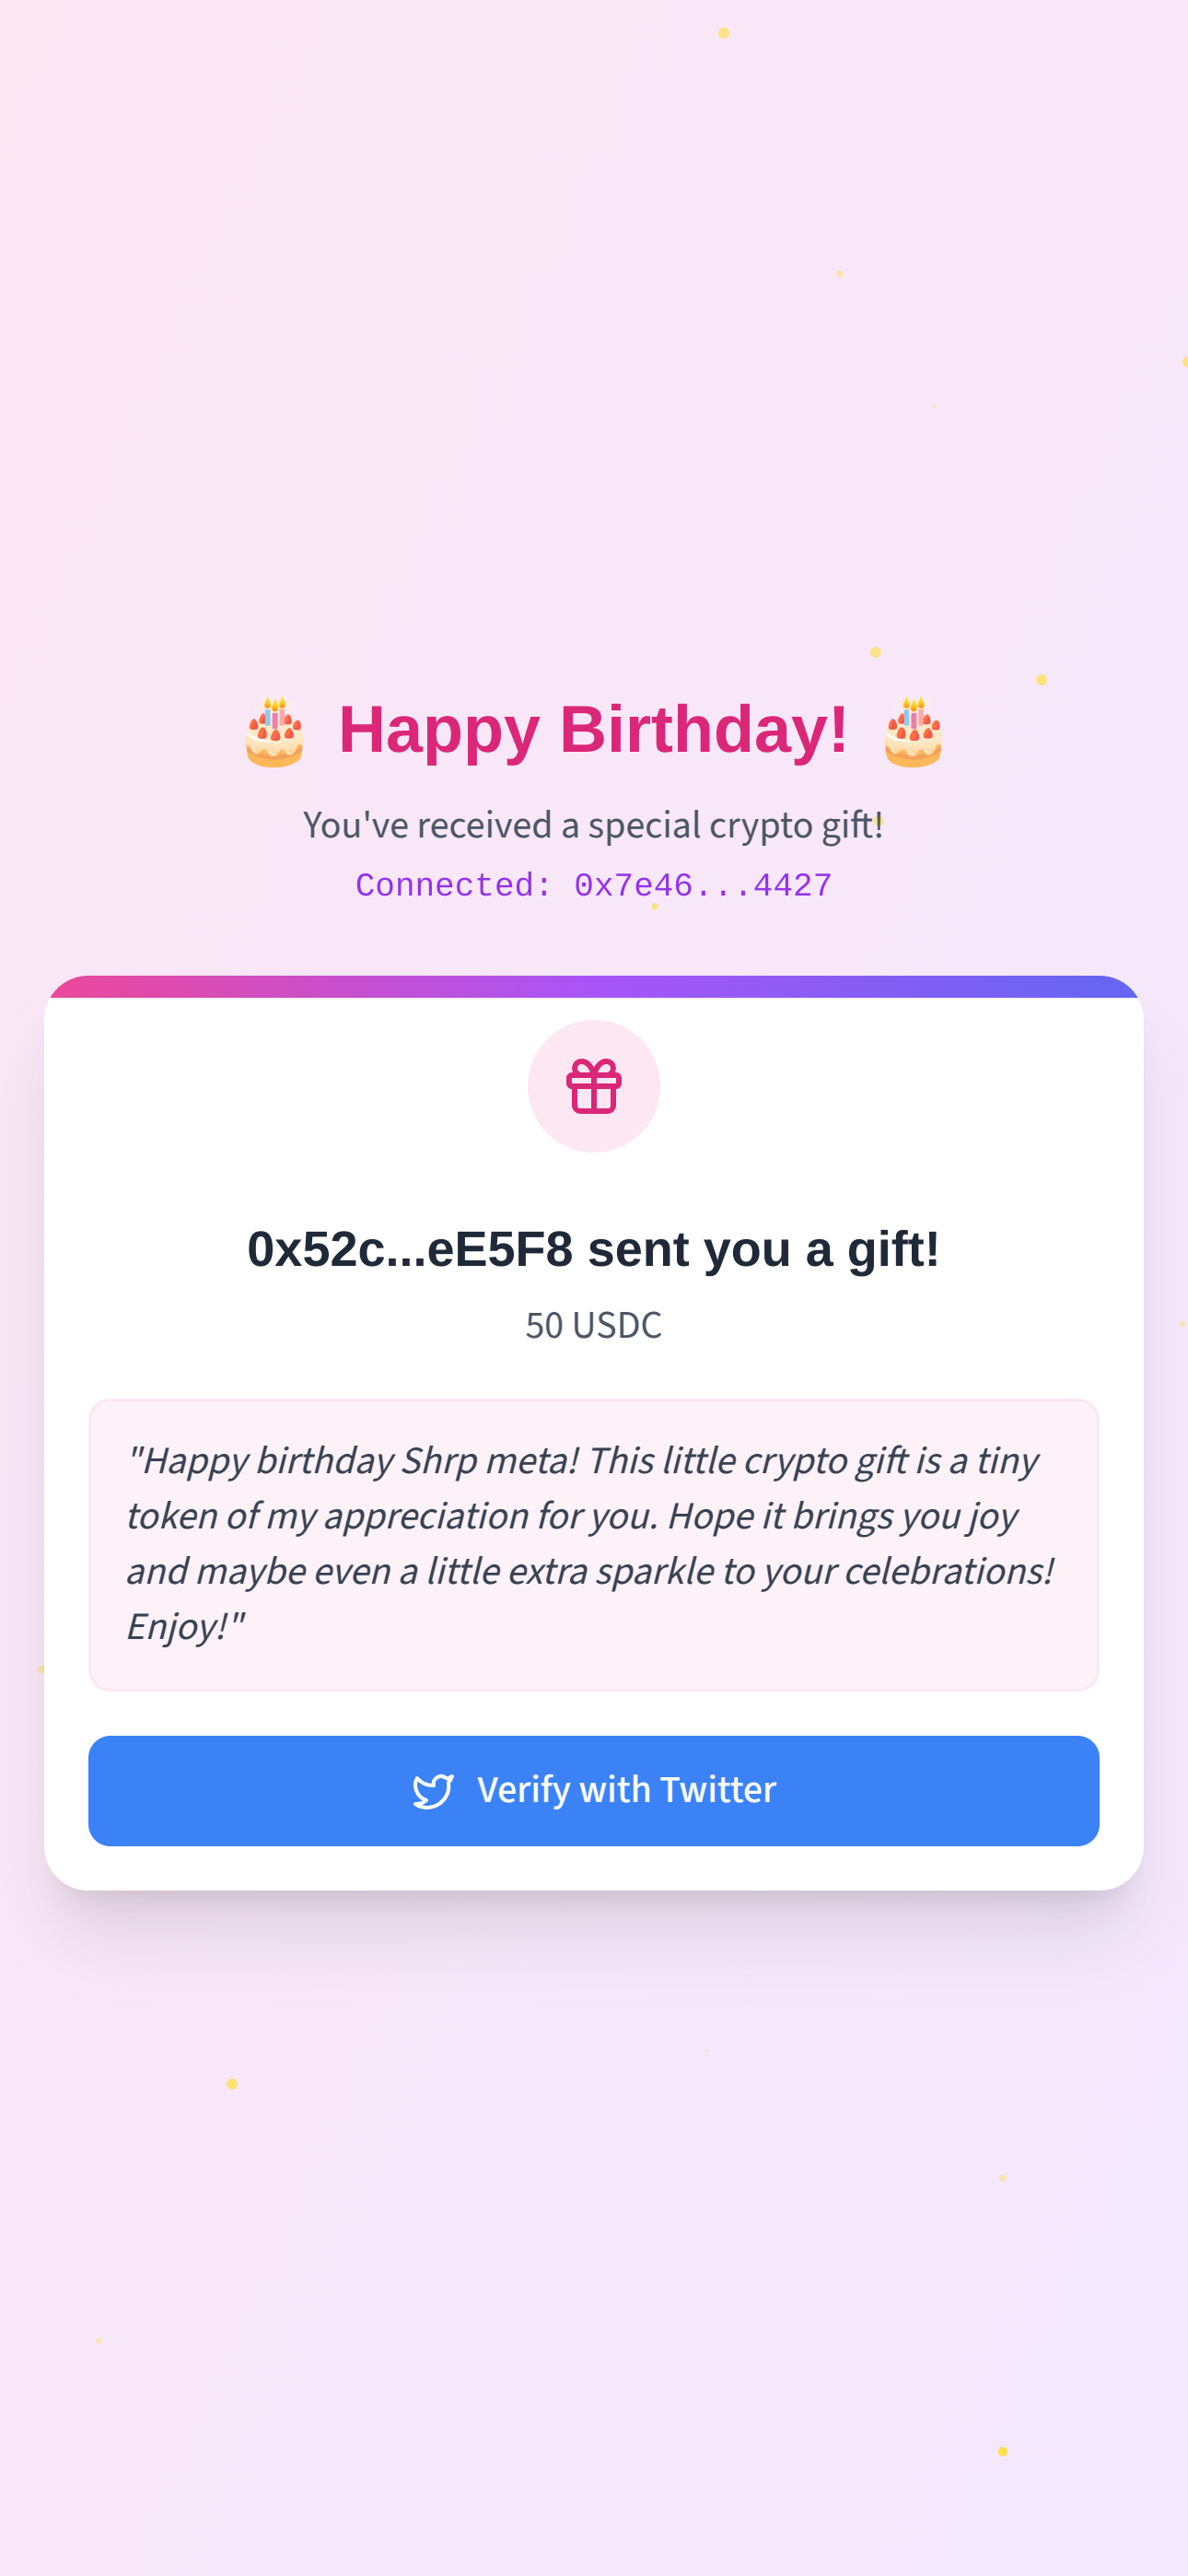 🎂 Happy Birthday! 🎂
You've received a special crypto gift!
Connected: 0x7e46...4427
0x52c...eE5F8 sent you a gift!
50 USDC
"Happy birthday Shrp meta! This little crypto gift is a tiny
token of my appreciation for you. Hope it brings you joy
and maybe even a little extra sparkle to your celebrations!
Enjoy!"
Verify with Twitter